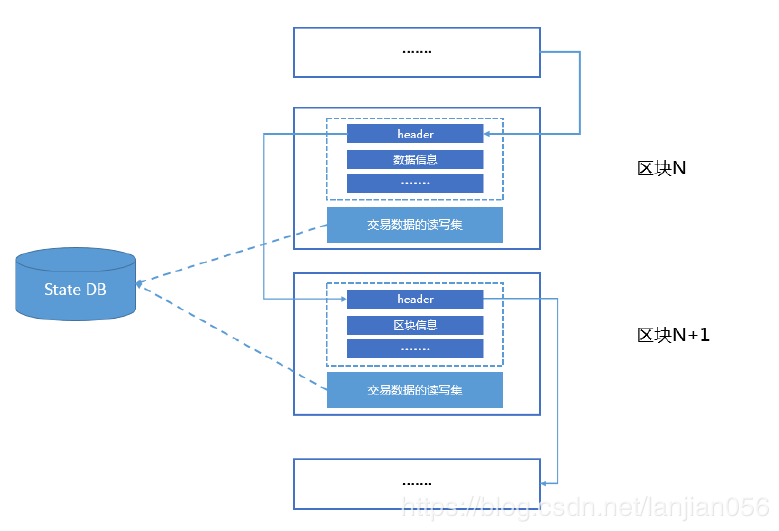 .......
header
数据信息
.......
区块N
交易数据的读写集
State DB
header
区块信息
.......
区块N+1
交易数据的读写集
.......
https://blog.csdn.net/lanjian056